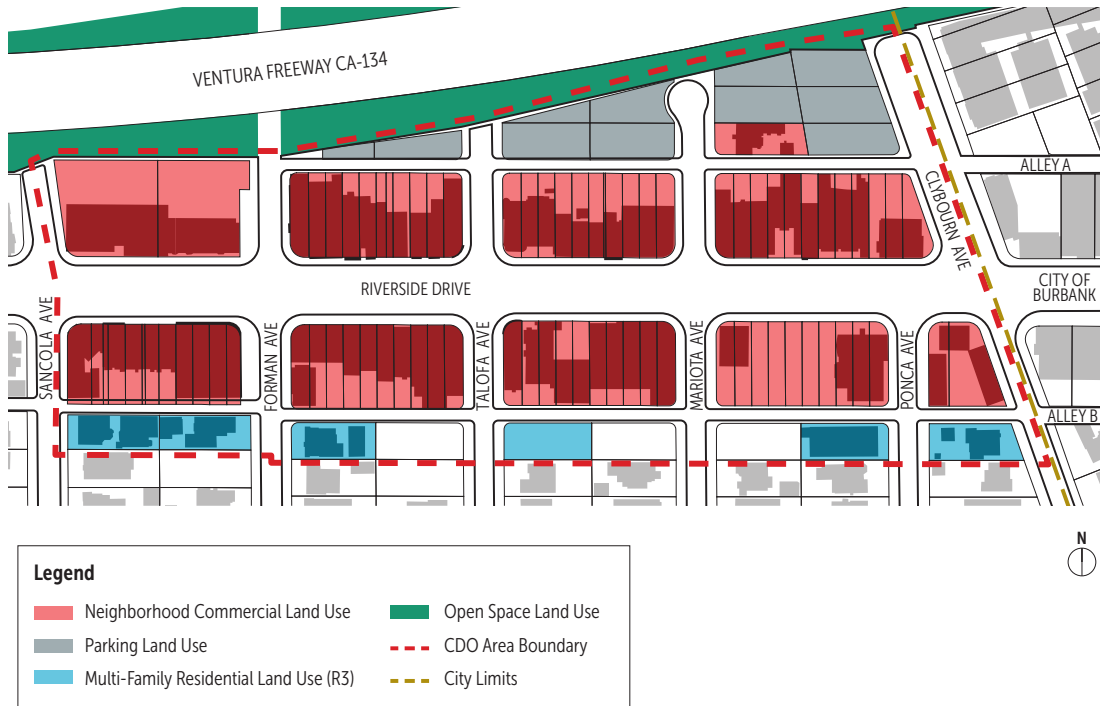 VENTURA FREEWAY CA-134
ALLEY A
CLYBOURN AVE
RIVERSIDE DRIVE
CITY OF
BURBANK
SANCOLA AVE
FORMAN AVE
TALOFA AVE
MARIOTA AVE
PONCA AVE
ALLEY B
N
Legend
Neighborhood Commercial Land Use
Parking Land Use
Multi-Family Residential Land Use (R3)
Open Space Land Use
CDO Area Boundary
City Limits